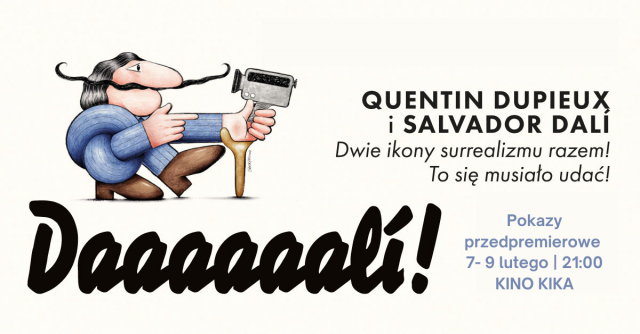 QUENTIN DUPIEUX
i SALVADOR DALÍ
Dwie ikony surrealizmu razem!
To się musiało udać!
Daaaaaalí!
Pokazy
przedpremierowe
7- 9 lutego | 21:00
KINO KIKA